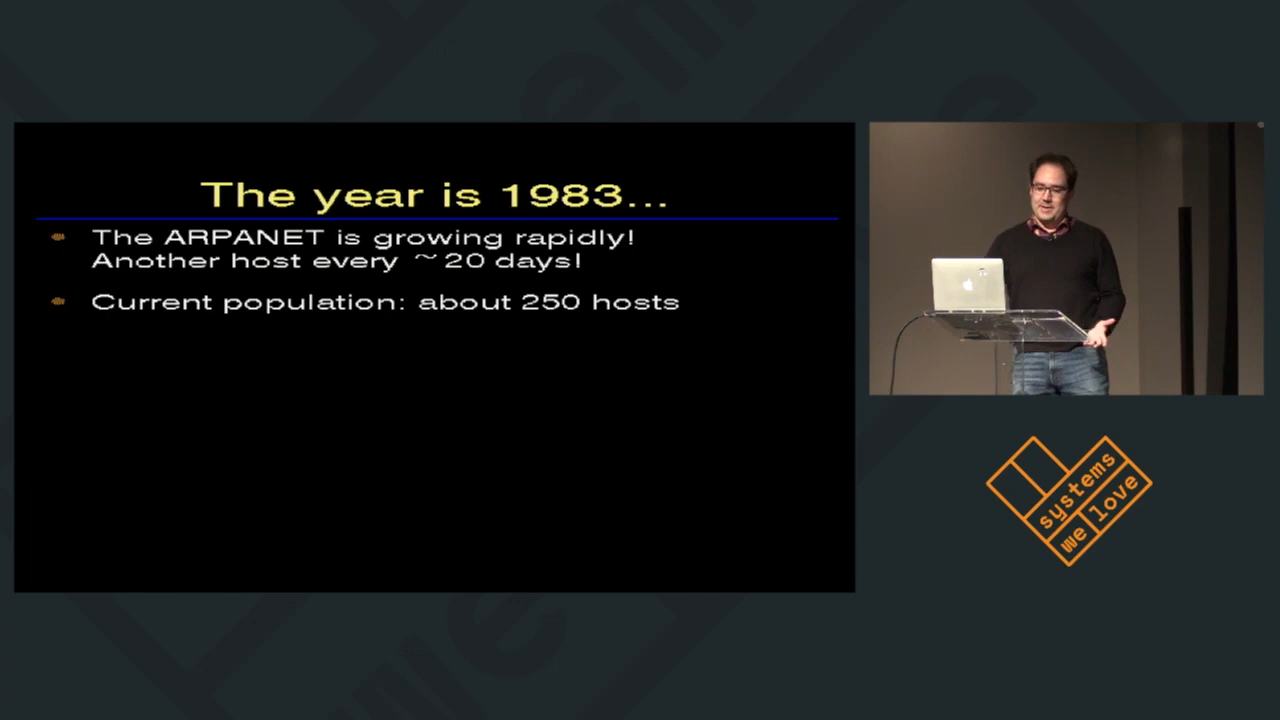 The year is 1983...
The ARPANET is growing rapidly!
Another host every ~20 days!
Current population: about 250 hosts
systems
we love